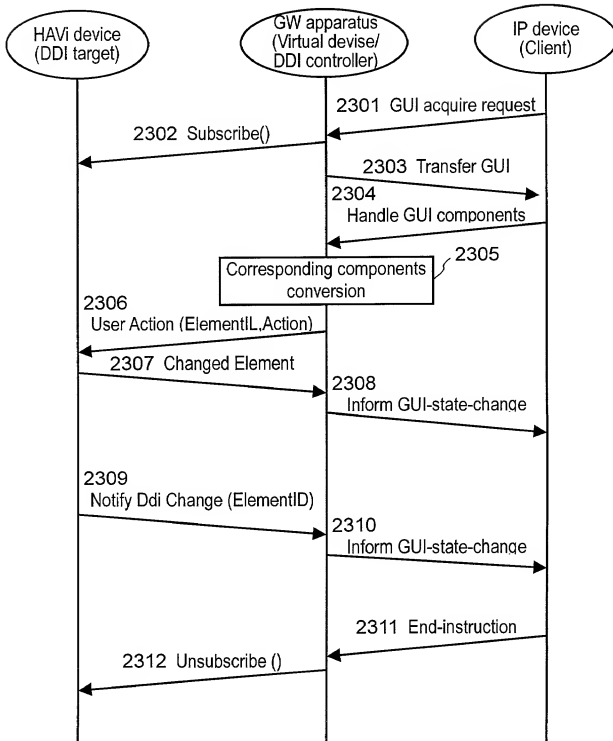 HAVi device
(DDI target)
GW apparatus
(Virtual devise/
DDI controller)
IP device
(Client)
2301 GUI acquire request
2302 Subscribe()
2303 Transfer GUI
2304
Handle GUI components
Corresponding components
conversion
2305
2306
User Action (ElementIL,Action)
2307 Changed Element
2308
Inform GUI-state-change
2309
Notify Ddi Change (ElementID)
2310
Inform GUI-state-change
2311 End-instruction
2312 Unsubscribe ()